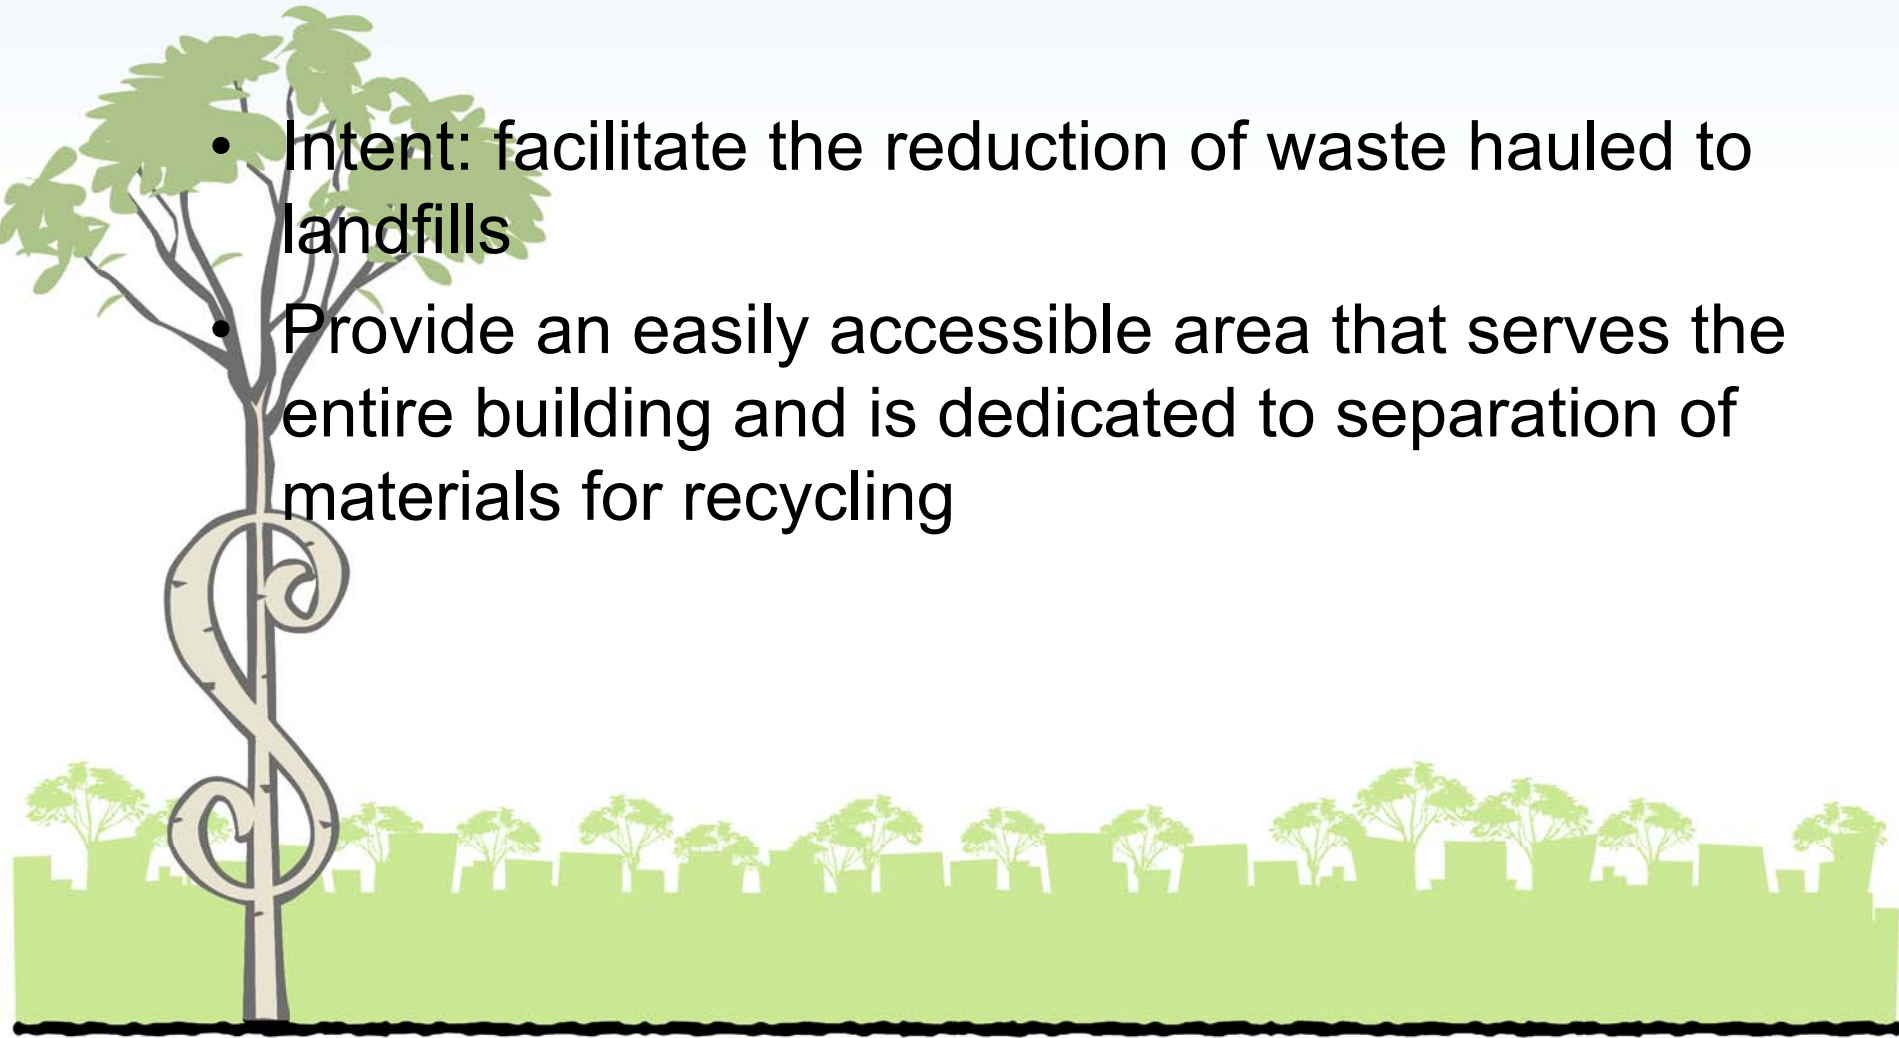 • Intent: facilitate the reduction of waste hauled to
landfills
• Provide an easily accessible area that serves the
entire building and is dedicated to separation of
materials for recycling